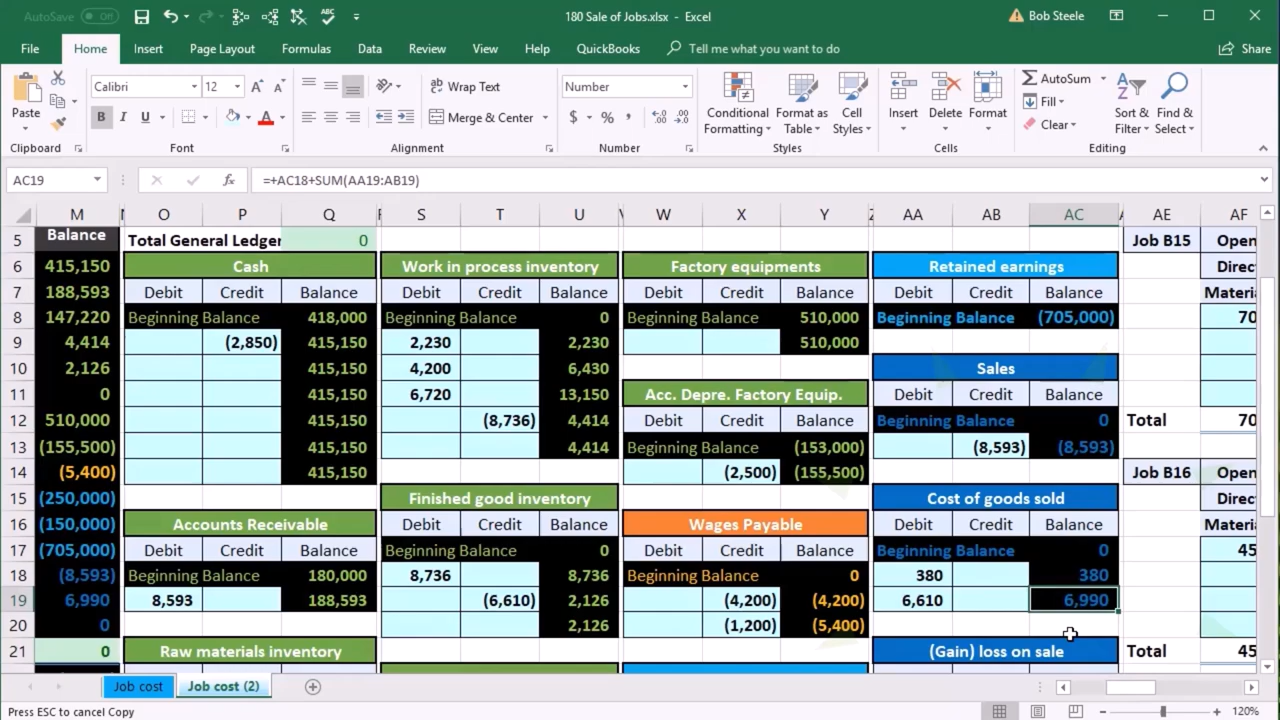 AutoSave Off 180 Sale of Jobs.xlsx - Excel Bob Steele
File Home Insert Page Layout Formulas Data Review View Help QuickBooks Tell me what you want to do Share
Paste Calibri 12 Wrap Text Number AutoSum
B I U A Merge & Center $ % Conditional Formatting Format as Table Cell Styles Insert Delete Format Fill Clear Sort & Filter Find & Select
Clipboard Font Alignment Number Styles Cells Editing
AC19 fx =+AC18+SUM(AA19:AB19)
M O P Q S T U W X Y AA AB AC AE AF
5 Balance Total General Ledger 0 Job B15 Open
6 415,150 Cash Work in process inventory Factory equipments Retained earnings Direc
7 188,593 Debit Credit Balance Debit Credit Balance Debit Credit Balance Debit Credit Balance Materia
8 147,220 Beginning Balance 418,000 Beginning Balance 0 Beginning Balance 510,000 Beginning Balance (705,000) 70
9 4,414 (2,850) 415,150 2,230 2,230 510,000
10 2,126 415,150 4,200 6,430 Sales
11 0 415,150 6,720 13,150 Acc. Depre. Factory Equip. Debit Credit Balance
12 510,000 415,150 (8,736) 4,414 Debit Credit Balance Beginning Balance 0 Total 70
13 (155,500) 415,150 4,414 Beginning Balance (153,000) (8,593) (8,593)
14 (5,400) 415,150 (2,500) (155,500) Job B16 Open
15 (250,000) Finished good inventory Cost of goods sold Direc
16 (150,000) Accounts Receivable Debit Credit Balance Wages Payable Debit Credit Balance Materia
17 (705,000) Debit Credit Balance Beginning Balance 0 Debit Credit Balance Beginning Balance 0 45
18 (8,593) Beginning Balance 180,000 8,736 8,736 Beginning Balance 0 380 380
19 6,990 8,593 188,593 (6,610) 2,126 (4,200) (4,200) 6,610 6,990
20 0 2,126 (1,200) (5,400)
21 0 Raw materials inventory (Gain) loss on sale Total 45
Job cost Job cost (2)
Press ESC to cancel Copy 120%